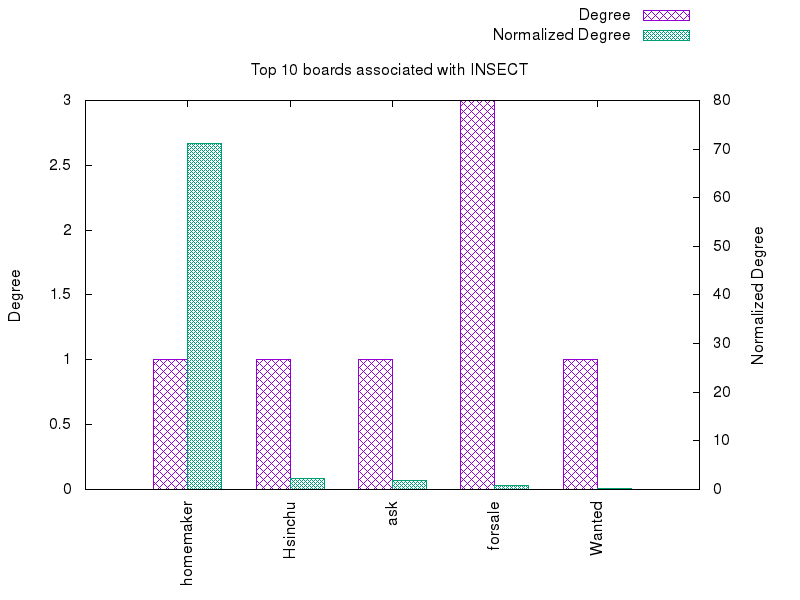 Degree
Normalized Degree
Top 10 boards associated with INSECT
3
2.5
2
1.5
1
0.5
0
80
70
60
50
40
30
20
10
0
Degree
Normalized Degree
homemaker
Hsinchu
ask
forsale
Wanted